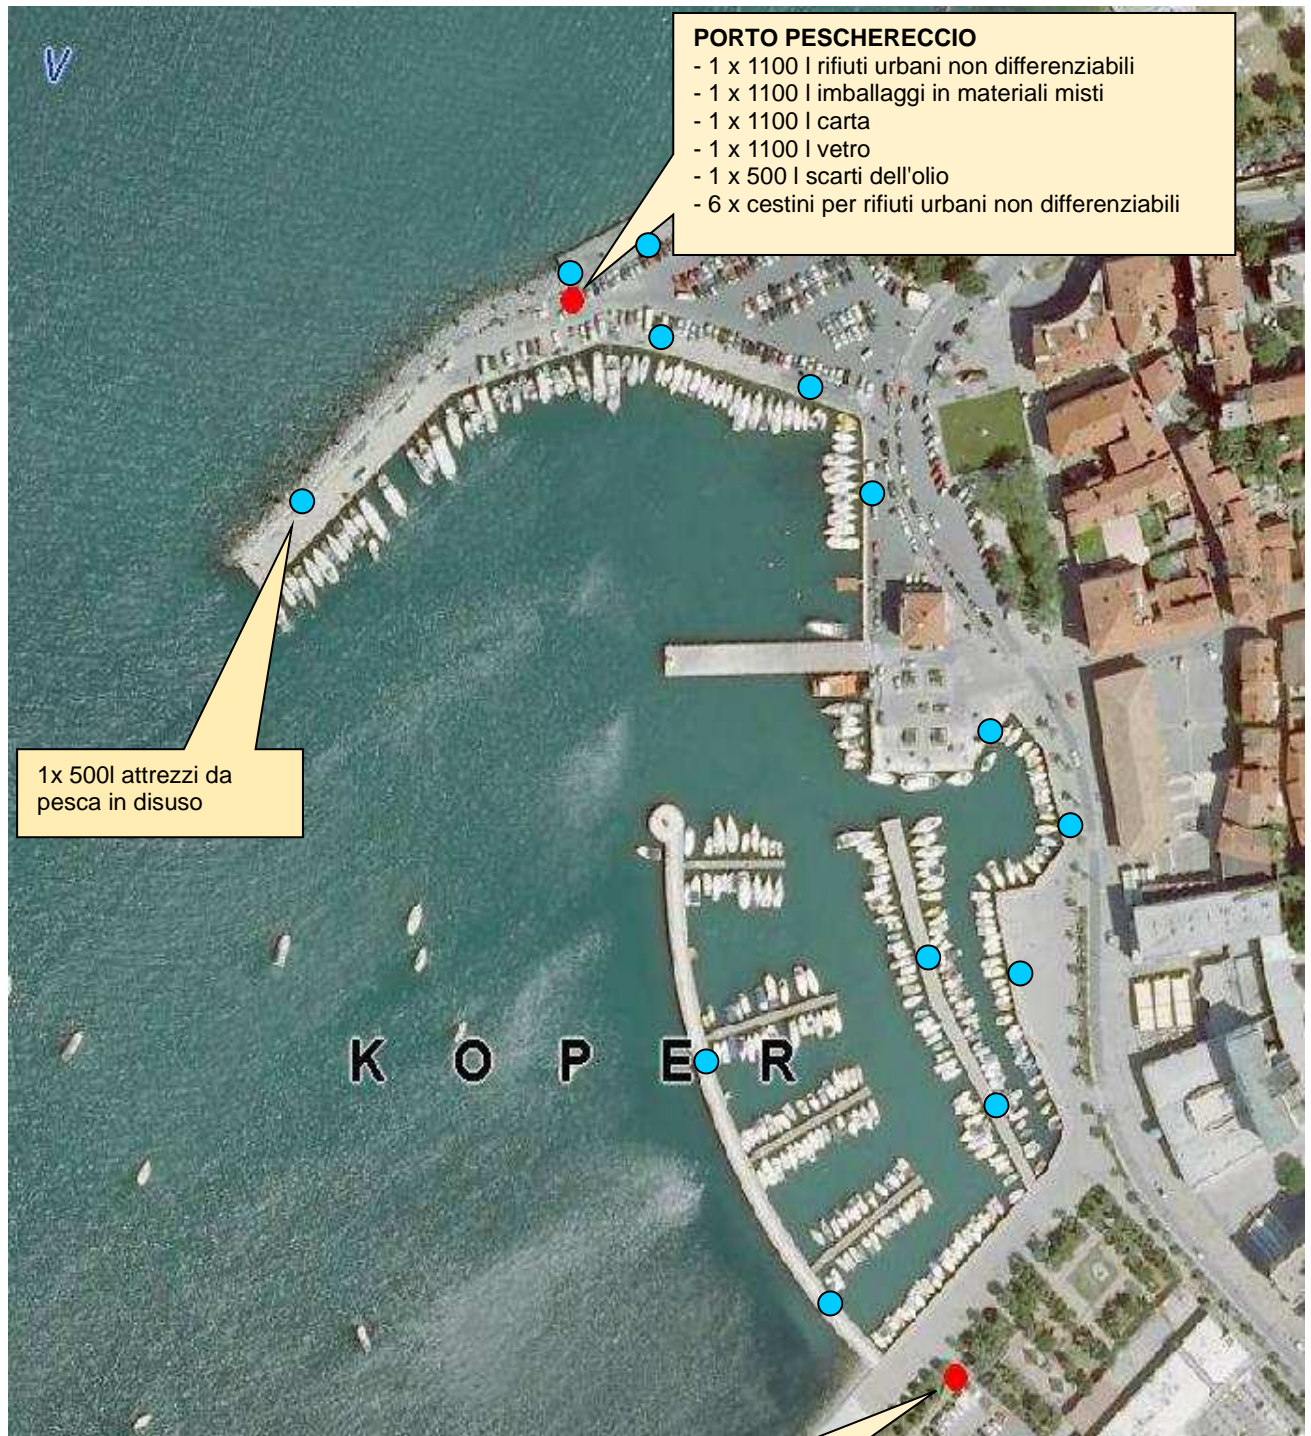 V
PORTO PESCHERECCIO
- 1 x 1100 l rifiuti urbani non differenziabili
- 1 x 1100 l imballaggi in materiali misti
- 1 x 1100 l carta
- 1 x 1100 l vetro
- 1 x 500 l scarti dell'olio
- 6 x cestini per rifiuti urbani non differenziabili
1x 500l attrezzi da
pesca in disuso
K O P E R